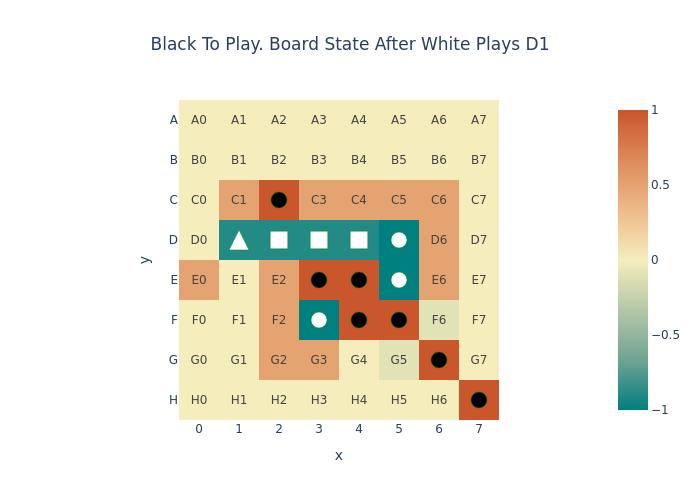 Black To Play. Board State After White Plays D1
A A0 A1 A2 A3 A4 A5 A6 A7 1
B B0 B1 B2 B3 B4 B5 B6 B7
C C0 C1 C3 C4 C5 C6 C7 0.5
D D0 D6 D7
y 0
E E0 E1 E2 E6 E7
F F0 F1 F2 F6 F7 −0.5
G G0 G1 G2 G3 G4 G5 G7
H H0 H1 H2 H3 H4 H5 H6 −1
0 1 2 3 4 5 6 7
x